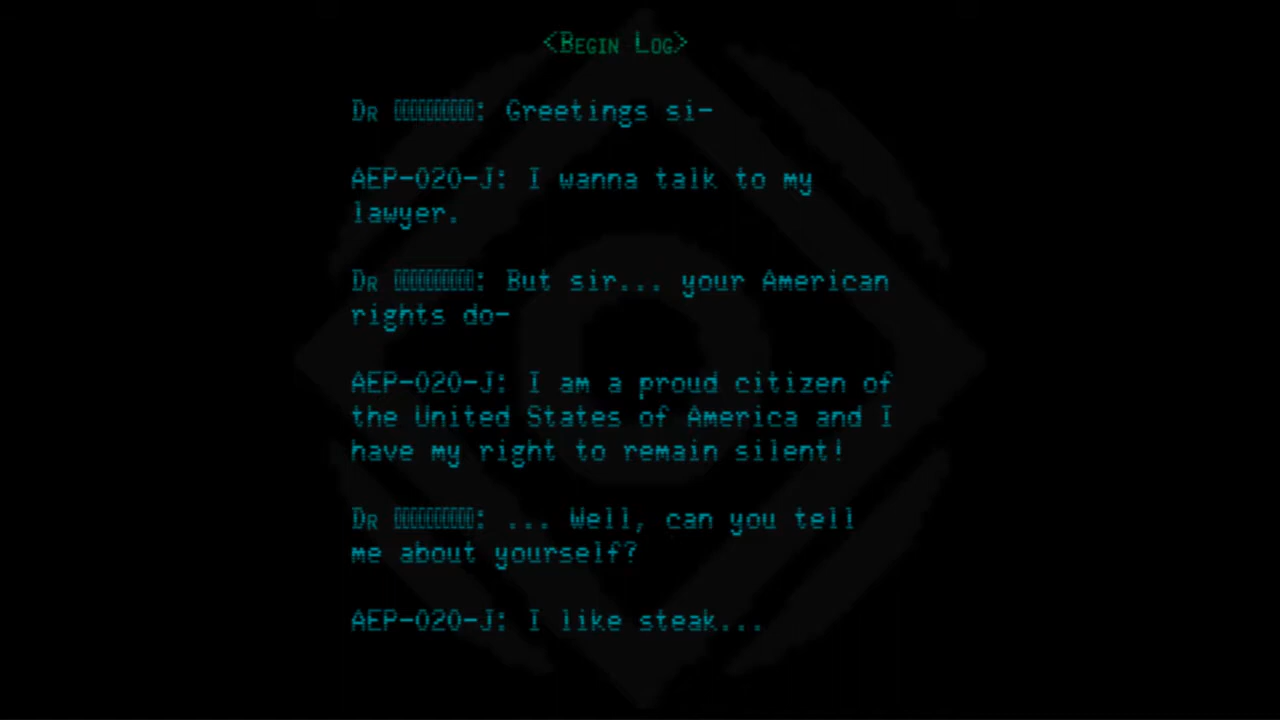 <Begin Log>
Dr ▯▯▯▯▯▯▯▯▯▯: Greetings si-
AEP-020-J: I wanna talk to my
lawyer.
Dr ▯▯▯▯▯▯▯▯▯▯: But sir... your American
rights do-
AEP-020-J: I am a proud citizen of
the United States of America and I
have my right to remain silent!
Dr ▯▯▯▯▯▯▯▯▯▯: ... Well, can you tell
me about yourself?
AEP-020-J: I like steak...